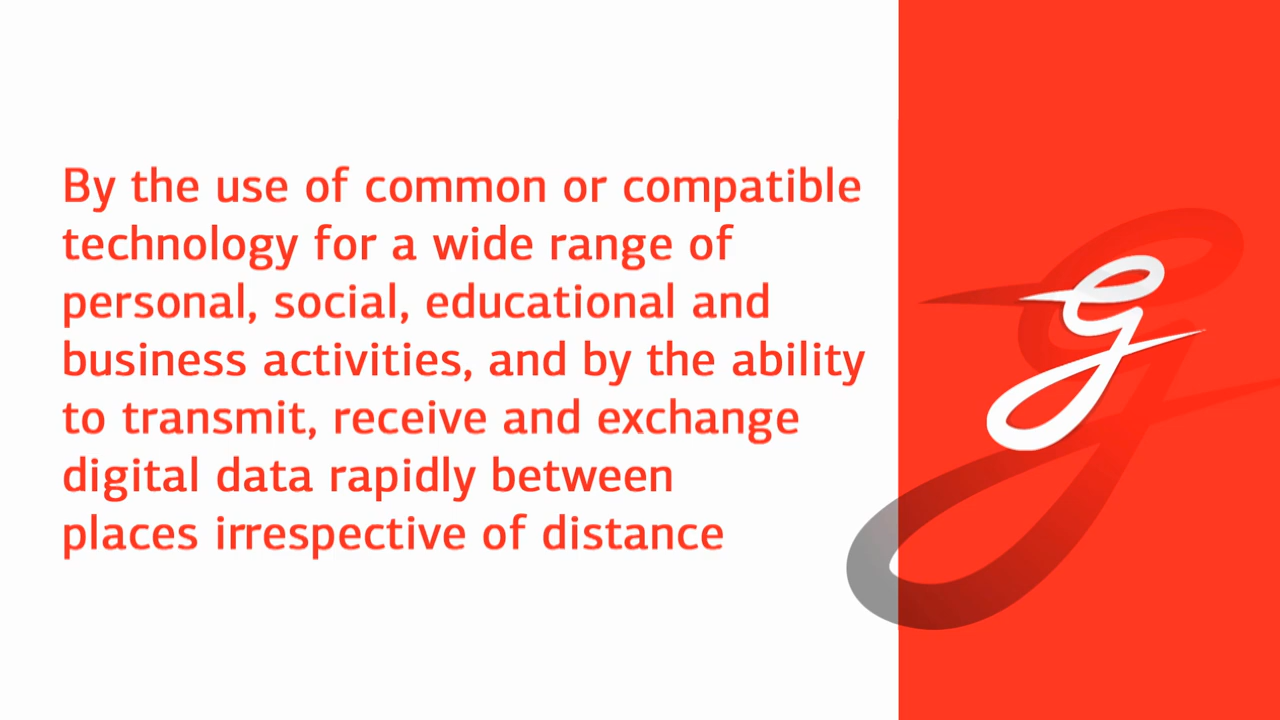 By the use of common or compatible
technology for a wide range of
personal, social, educational and
business activities, and by the ability
to transmit, receive and exchange
digital data rapidly between
places irrespective of distance